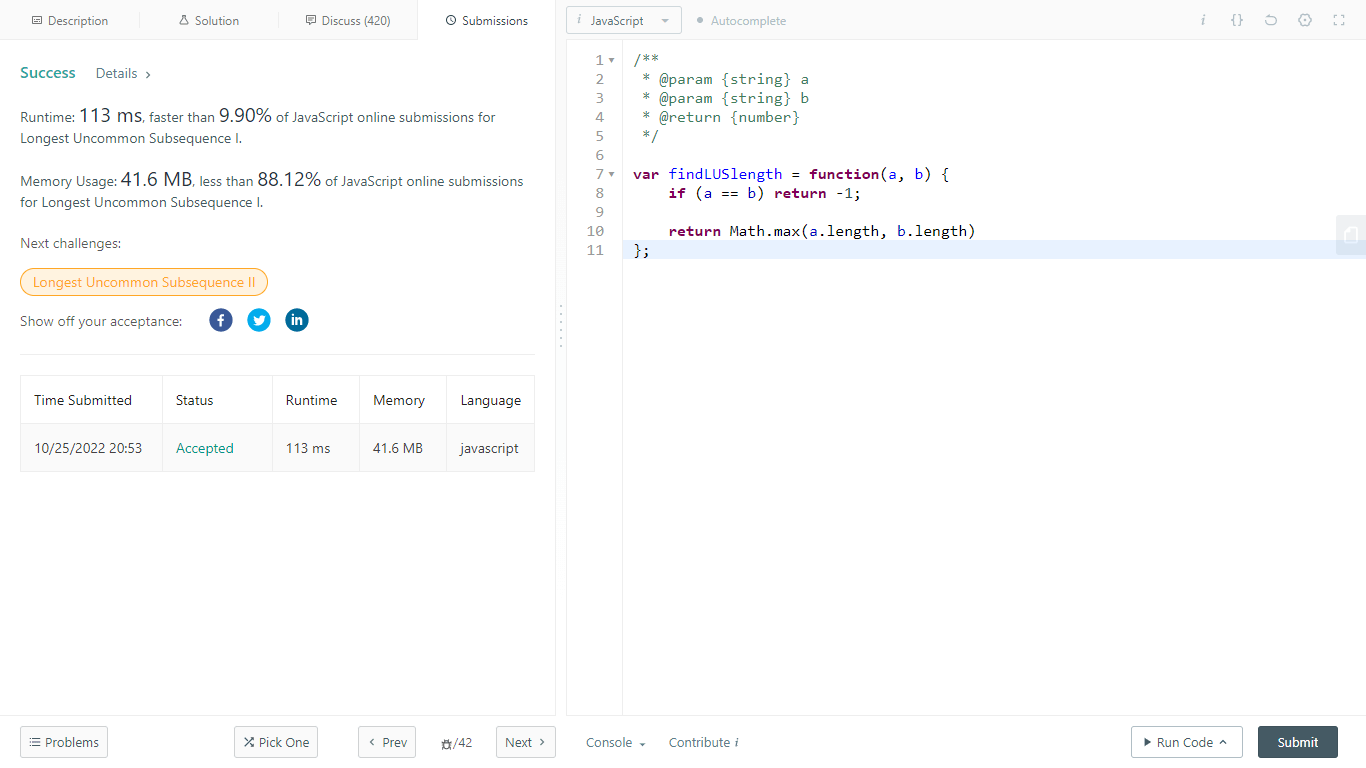 Description
Solution
Discuss (420)
Submissions
Success
Details
Runtime: 113 ms, faster than 9.90% of JavaScript online submissions for
Longest Uncommon Subsequence I.
Memory Usage: 41.6 MB, less than 88.12% of JavaScript online submissions
for Longest Uncommon Subsequence I.
Next challenges:
Longest Uncommon Subsequence II
Show off your acceptance:
Time Submitted Status Runtime Memory Language
10/25/2022 20:53 Accepted 113 ms 41.6 MB javascript
Problems
Pick One
Prev
/42
Next
i JavaScript
Autocomplete
i {}
1 /**
2  * @param {string} a
3  * @param {string} b
4  * @return {number}
5  */
6
7 var findLUSlength = function(a, b) {
8     if (a == b) return -1;
9
10     return Math.max(a.length, b.length)
11 };
Console
Contribute i
Run Code
Submit